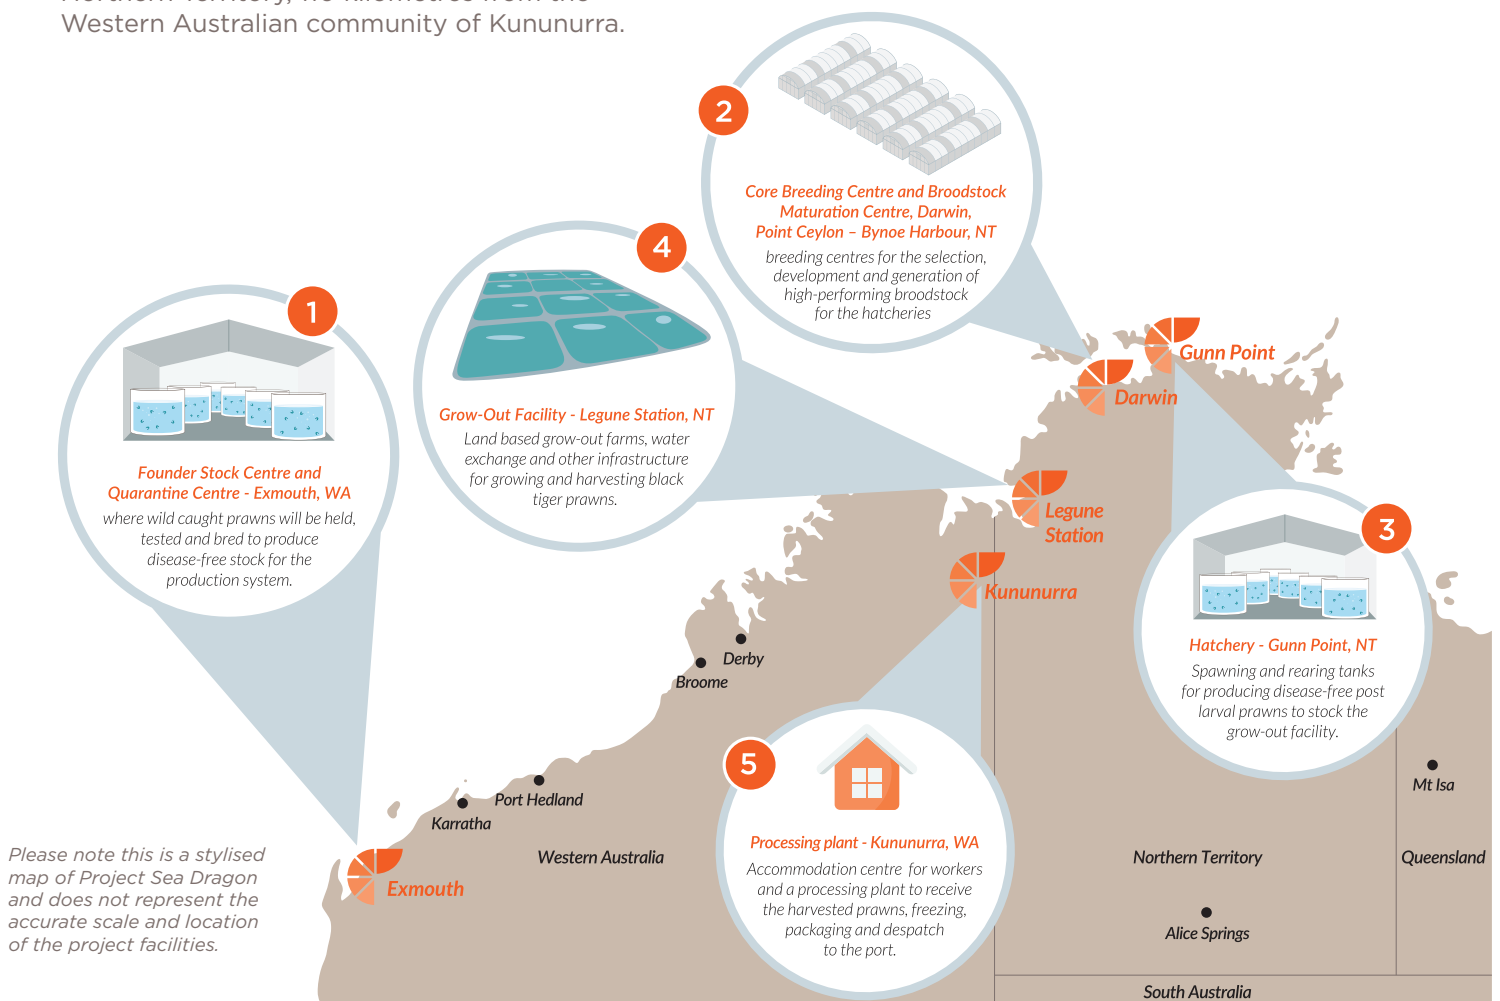 Western Australian community of Kununurra.
2
Core Breeding Centre and Broodstock
Maturation Centre, Darwin,
Point Ceylon – Bynoe Harbour, NT
breeding centres for the selection,
development and generation of
high-performing broodstock
for the hatcheries
4
Grow-Out Facility - Legune Station, NT
Land based grow-out farms, water
exchange and other infrastructure
for growing and harvesting black
tiger prawns.
1
Founder Stock Centre and
Quarantine Centre - Exmouth, WA
where wild caught prawns will be held,
tested and bred to produce
disease-free stock for the
production system.
Gunn Point
Darwin
Legune
Station
Kununurra
3
Hatchery - Gunn Point, NT
Spawning and rearing tanks
for producing disease-free post
larval prawns to stock the
grow-out facility.
Derby
Broome
5
Processing plant - Kununurra, WA
Accommodation centre for workers
and a processing plant to receive
the harvested prawns, freezing,
packaging and despatch
to the port.
Port Hedland
Karratha
Mt Isa
Western Australia
Northern Territory
Queensland
Exmouth
Alice Springs
South Australia
Please note this is a stylised
map of Project Sea Dragon
and does not represent the
accurate scale and location
of the project facilities.